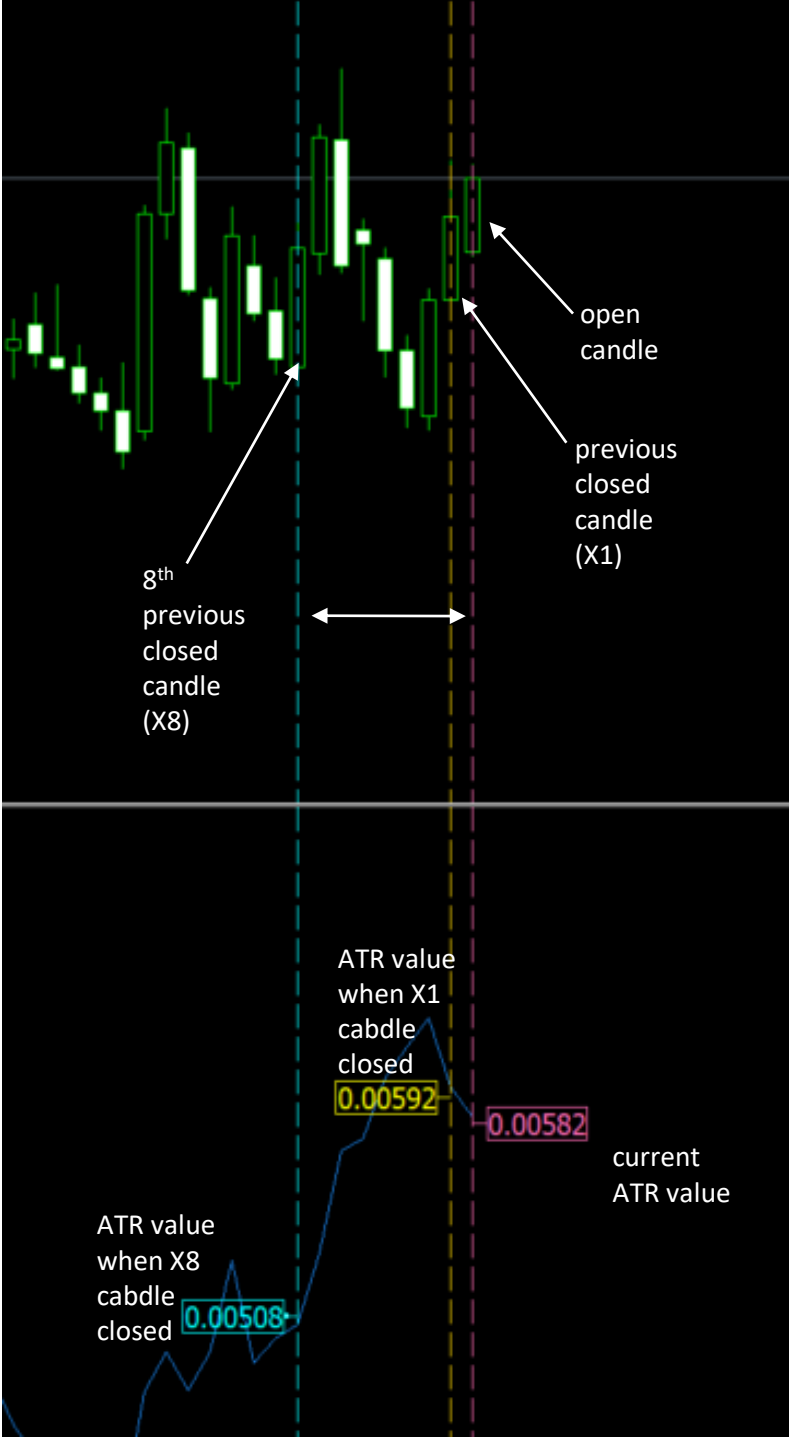 open
candle
previous
closed
candle
(X1)
8th
previous
closed
candle
(X8)
ATR value
when X1
cabdle
closed
0.00592
0.00582
current
ATR value
ATR value
when X8
cabdle
closed
0.00508